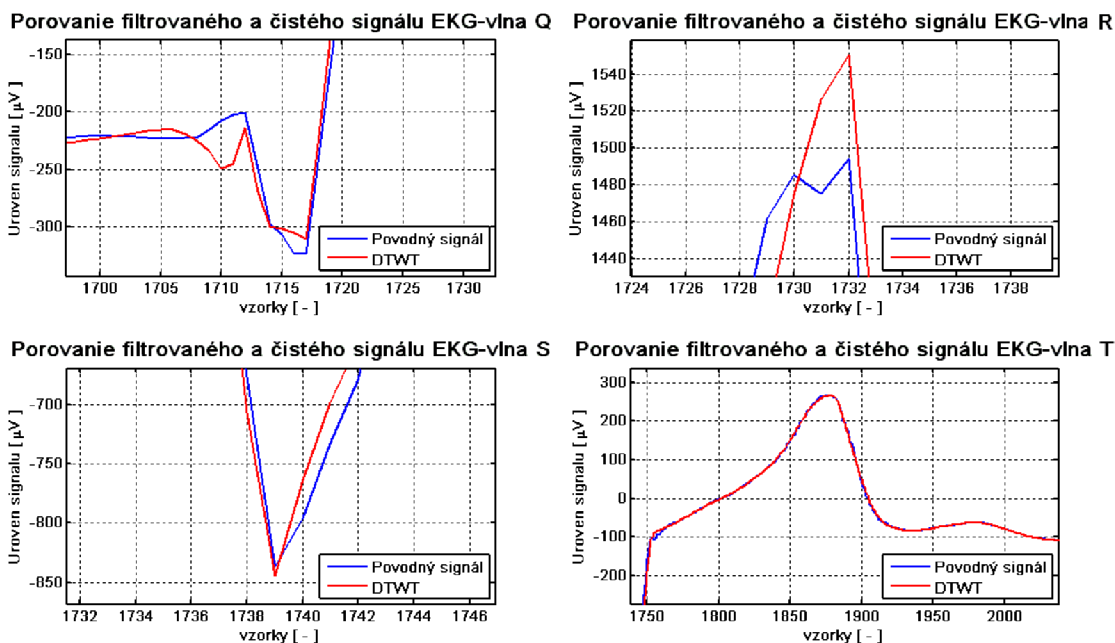 Porovanie filtrovaného a čistého signálu EKG-vlna Q
-150
-200
-250
-300
Uroven signalu [ µV ]
1700 1705 1710 1715 1720 1725 1730
vzorky [ - ]
Povodný signál
DTWT
Porovanie filtrovaného a čistého signálu EKG-vlna R
1540
1520
1500
1480
1460
1440
Uroven signalu [ µV ]
1724 1726 1728 1730 1732 1734 1736 1738
vzorky [ - ]
Povodný signál
DTWT
Porovanie filtrovaného a čistého signálu EKG-vlna S
-700
-750
-800
-850
Uroven signalu [ µV ]
1732 1734 1736 1738 1740 1742 1744 1746
vzorky [ - ]
Povodný signál
DTWT
Porovanie filtrovaného a čistého signálu EKG-vlna T
300
200
100
0
-100
-200
Uroven signalu [ µV ]
1750 1800 1850 1900 1950 2000
vzorky [ - ]
Povodný signál
DTWT